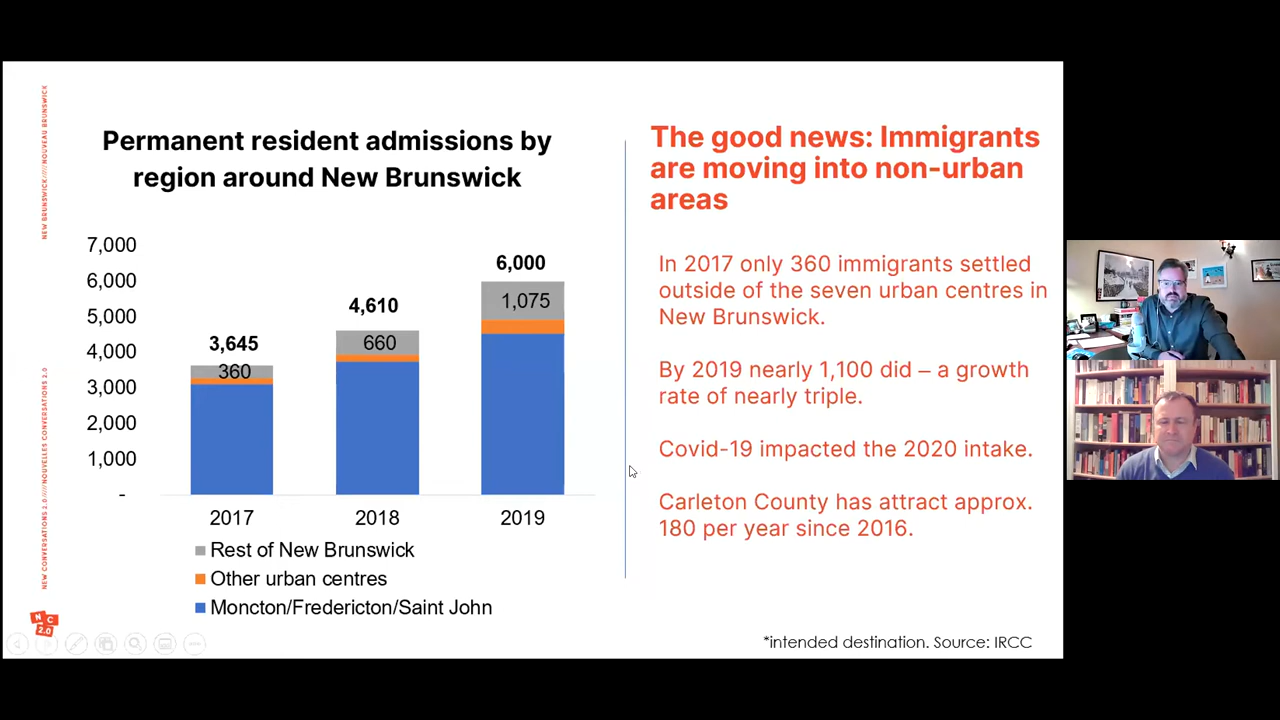 Permanent resident admissions by
region around New Brunswick
7,000
6,000
5,000
4,000
3,000
2,000
1,000
-
3,645
360
4,610
660
6,000
1,075
2017
2018
2019
Rest of New Brunswick
Other urban centres
Moncton/Fredericton/Saint John
The good news: Immigrants
are moving into non-urban
areas
In 2017 only 360 immigrants settled
outside of the seven urban centres in
New Brunswick.
By 2019 nearly 1,100 did – a growth
rate of nearly triple.
Covid-19 impacted the 2020 intake.
Carleton County has attract approx.
180 per year since 2016.
*intended destination. Source: IRCC
NEW BRUNSWICK////NOUVEAU BRUNSWICK
NEW CONVERSATIONS 2.0////NOUVELLES CONVERSATIONS 2.0
N C
2.0